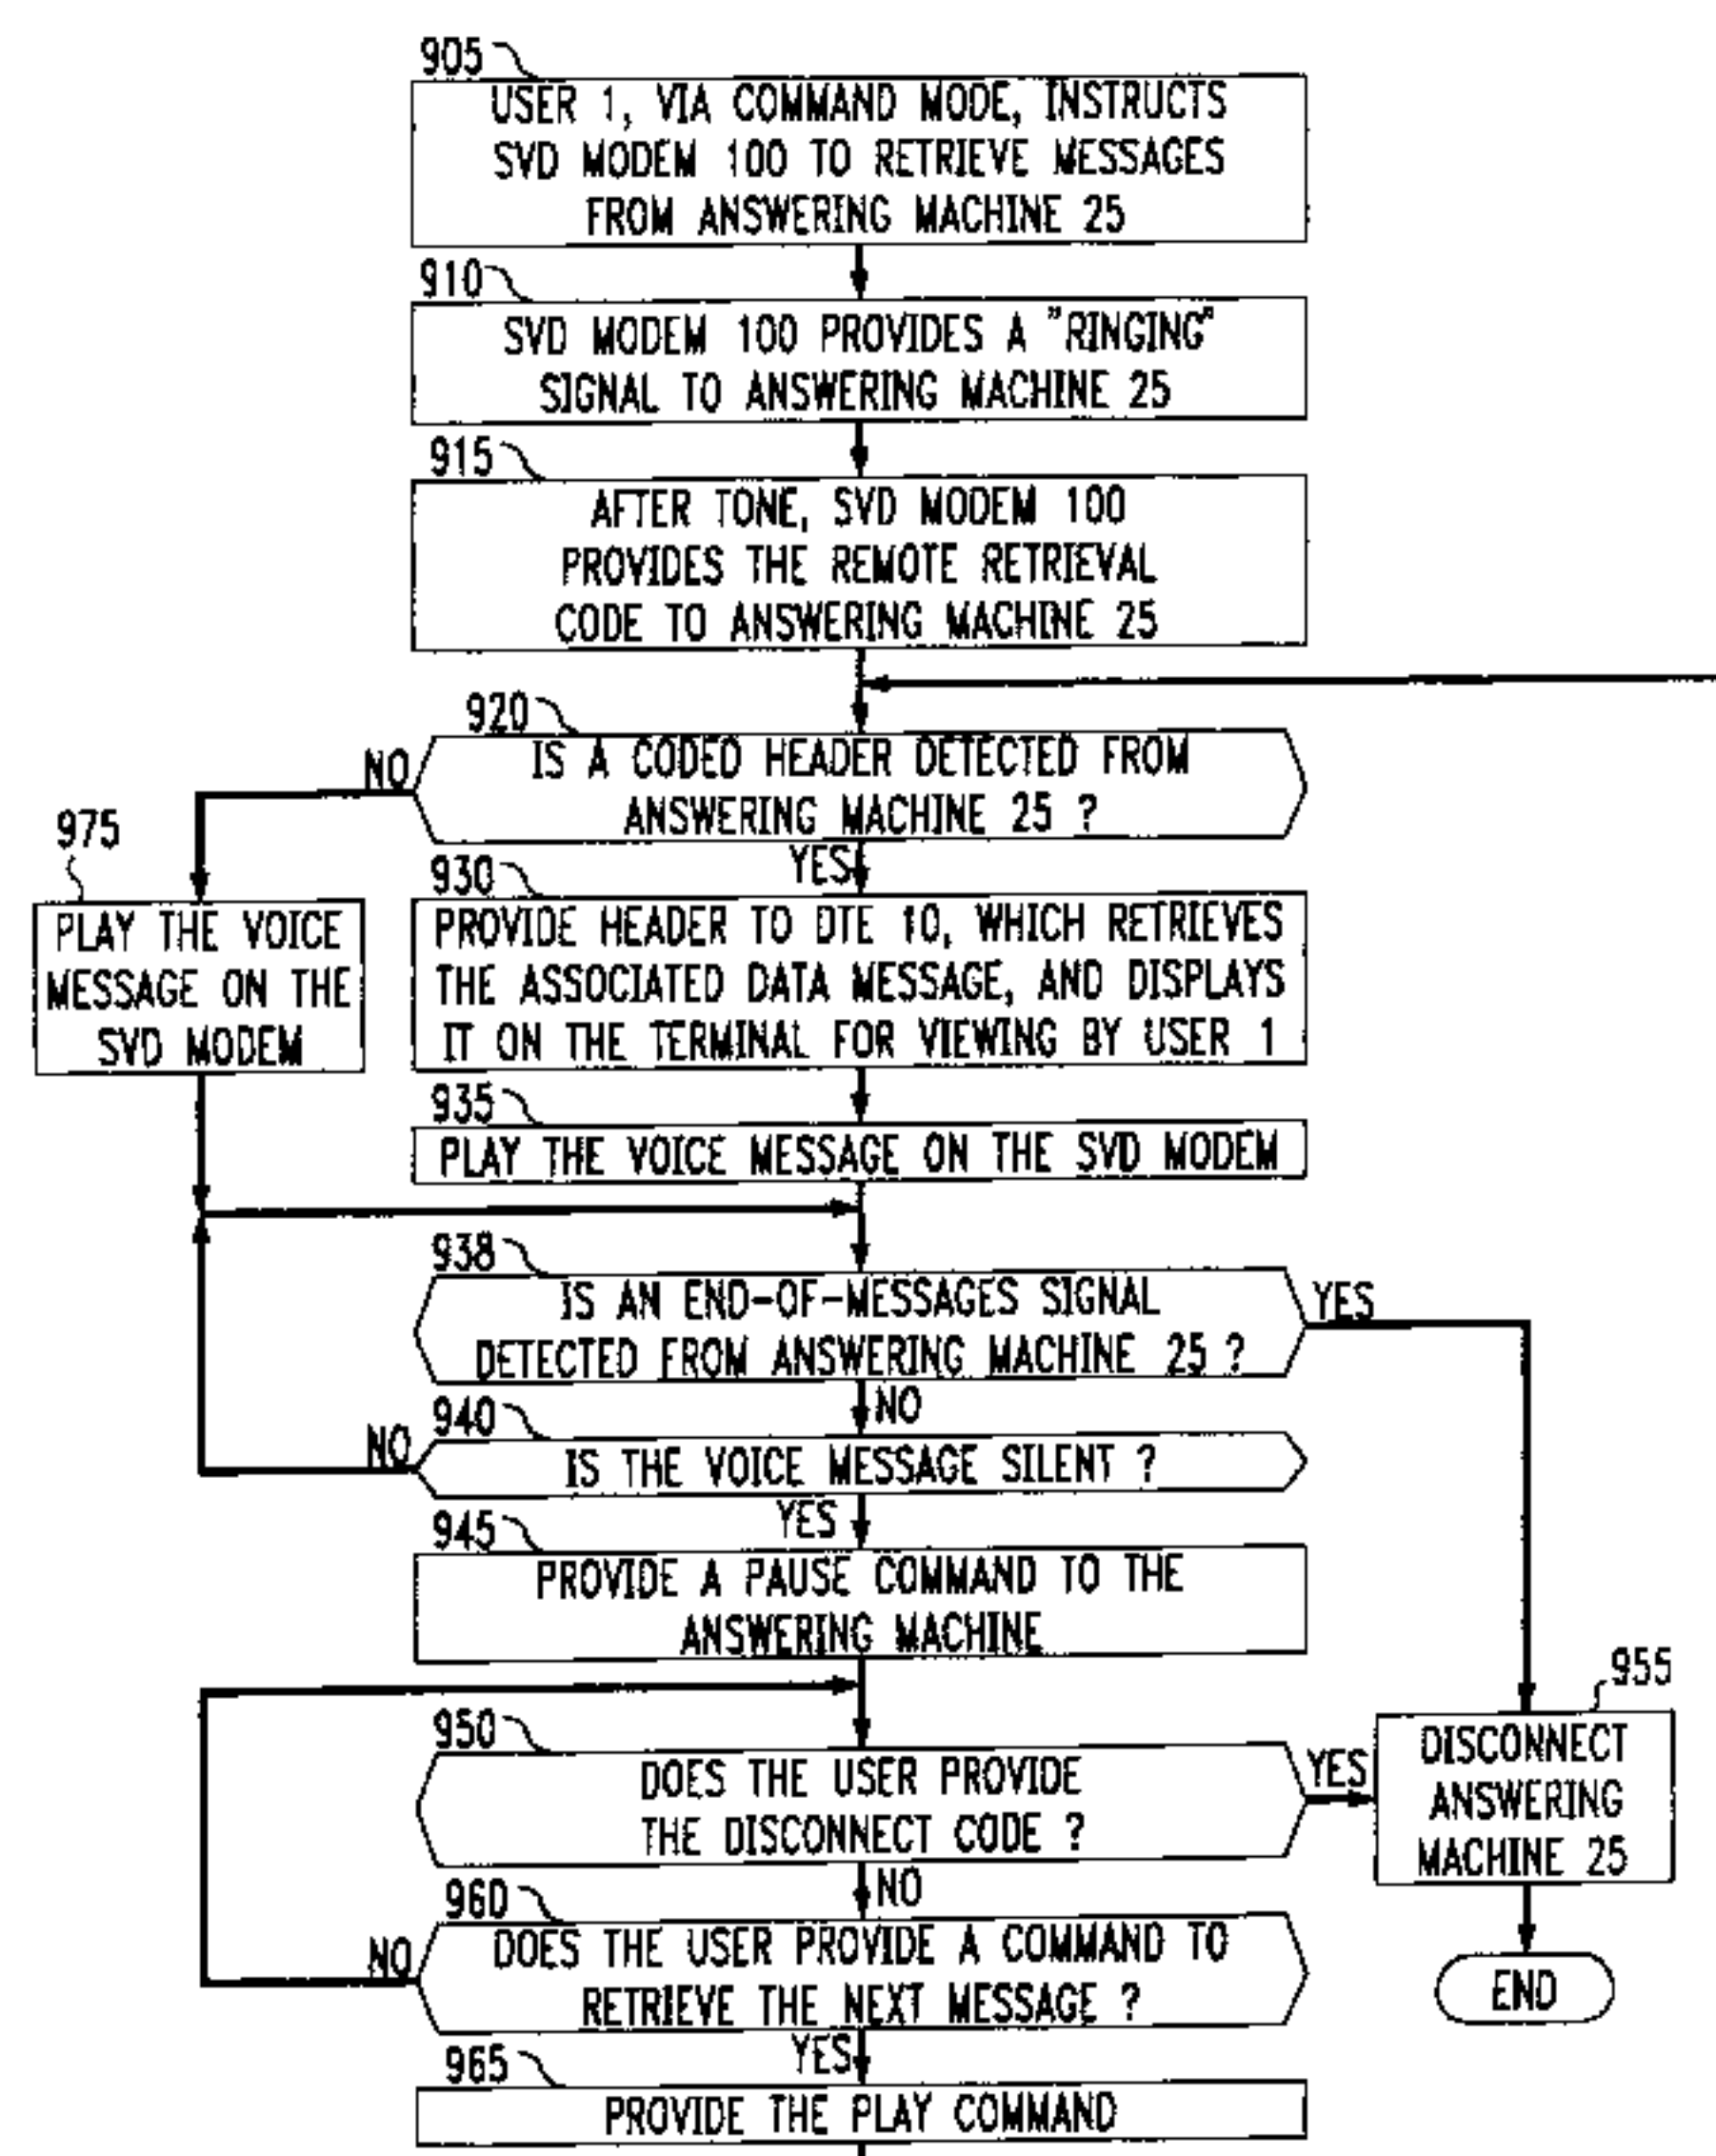 905
USER 1, VIA COMMAND MODE, INSTRUCTS
SVD MODEM 100 TO RETRIEVE MESSAGES
FROM ANSWERING MACHINE 25
910
SVD MODEM 100 PROVIDES A "RINGING"
SIGNAL TO ANSWERING MACHINE 25
915
AFTER TONE, SVD MODEM 100
PROVIDES THE REMOTE RETRIEVAL
CODE TO ANSWERING MACHINE 25
920
IS A CODED HEADER DETECTED FROM
ANSWERING MACHINE 25 ?
NO
YES
975
PLAY THE VOICE
MESSAGE ON THE
SVD MODEM
930
PROVIDE HEADER TO DTE 10, WHICH RETRIEVES
THE ASSOCIATED DATA MESSAGE, AND DISPLAYS
IT ON THE TERMINAL FOR VIEWING BY USER 1
935
PLAY THE VOICE MESSAGE ON THE SVD MODEM
938
IS AN END-OF-MESSAGES SIGNAL
DETECTED FROM ANSWERING MACHINE 25 ?
YES
NO
940
IS THE VOICE MESSAGE SILENT ?
NO
YES
945
PROVIDE A PAUSE COMMAND TO THE
ANSWERING MACHINE
950
DOES THE USER PROVIDE
THE DISCONNECT CODE ?
YES
NO
955
DISCONNECT
ANSWERING
MACHINE 25
END
960
DOES THE USER PROVIDE A COMMAND TO
RETRIEVE THE NEXT MESSAGE ?
NO
YES
965
PROVIDE THE PLAY COMMAND